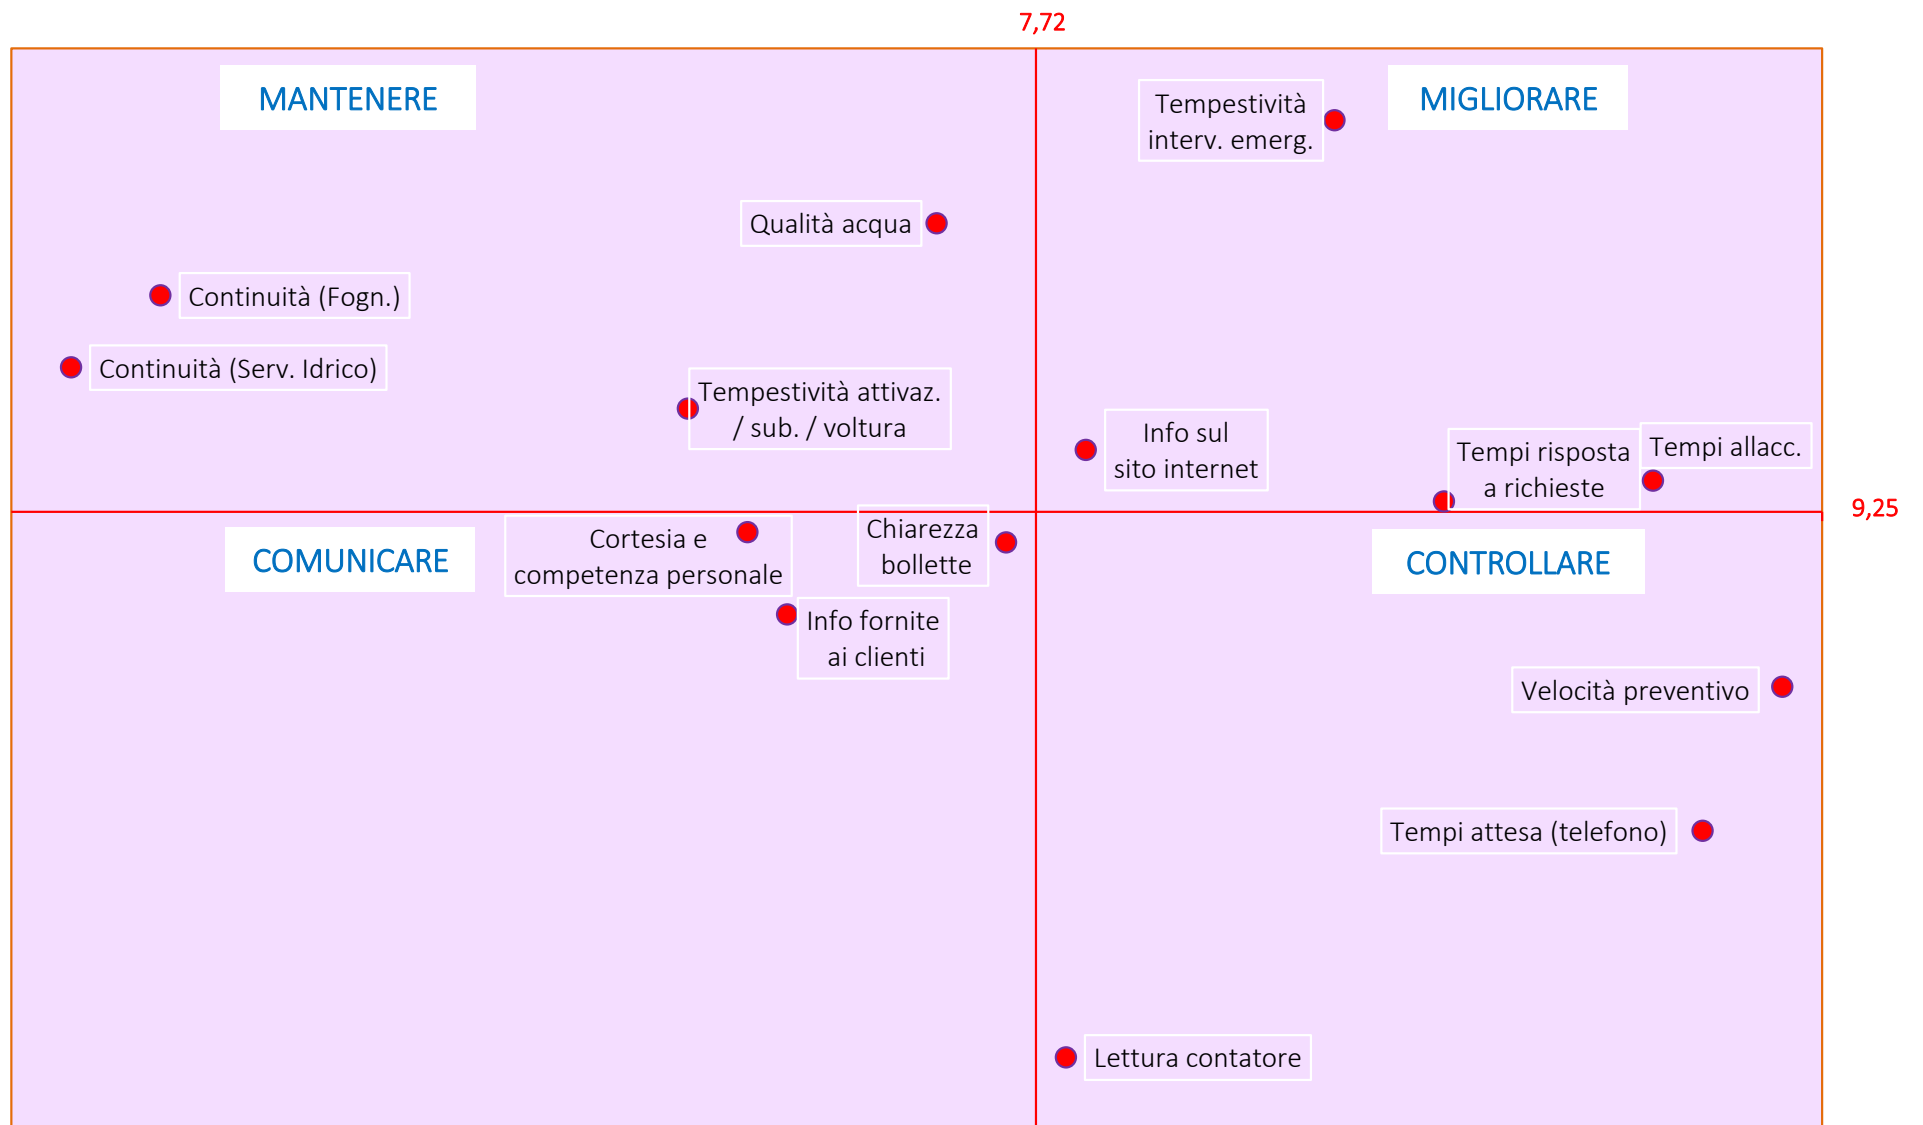 7,72
MANTENERE
MIGLIORARE
Tempestività
interv. emerg.
Qualità acqua
Continuità (Fogn.)
Continuità (Serv. Idrico)
Tempestività attivaz.
/ sub. / voltura
Info sul
sito internet
Tempi risposta
a richieste
Tempi allacc.
9,25
COMUNICARE
Cortesia e
competenza personale
Chiarezza
bollette
CONTROLLARE
Info fornite
ai clienti
Velocità preventivo
Tempi attesa (telefono)
Lettura contatore